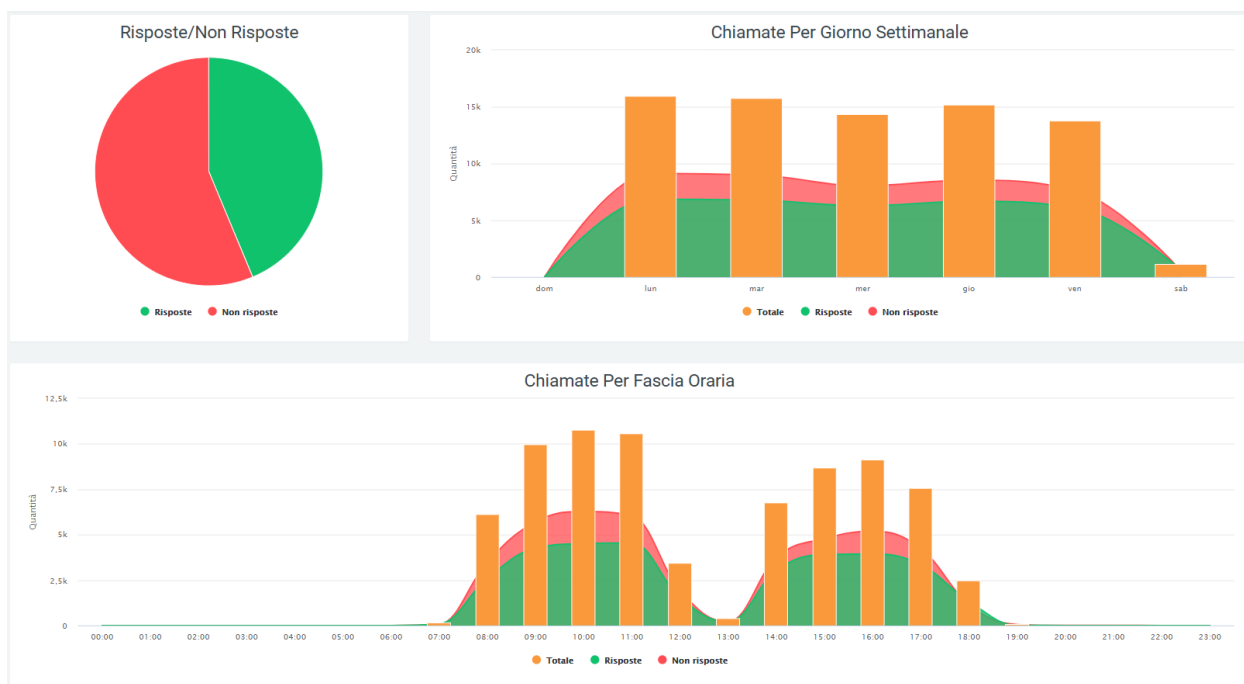 Risposte/Non Risposte
Risposte Non risposte
Chiamate Per Giorno Settimanale
20k
15k
10k
5k
0
Quantità
dom lun mar mer gio ven sab
Totale Risposte Non risposte
Chiamate Per Fascia Oraria
12,5k
10k
7,5k
5k
2,5k
0
Quantità
00:00 01:00 02:00 03:00 04:00 05:00 06:00 07:00 08:00 09:00 10:00 11:00 12:00 13:00 14:00 15:00 16:00 17:00 18:00 19:00 20:00 21:00 22:00 23:00
Totale Risposte Non risposte